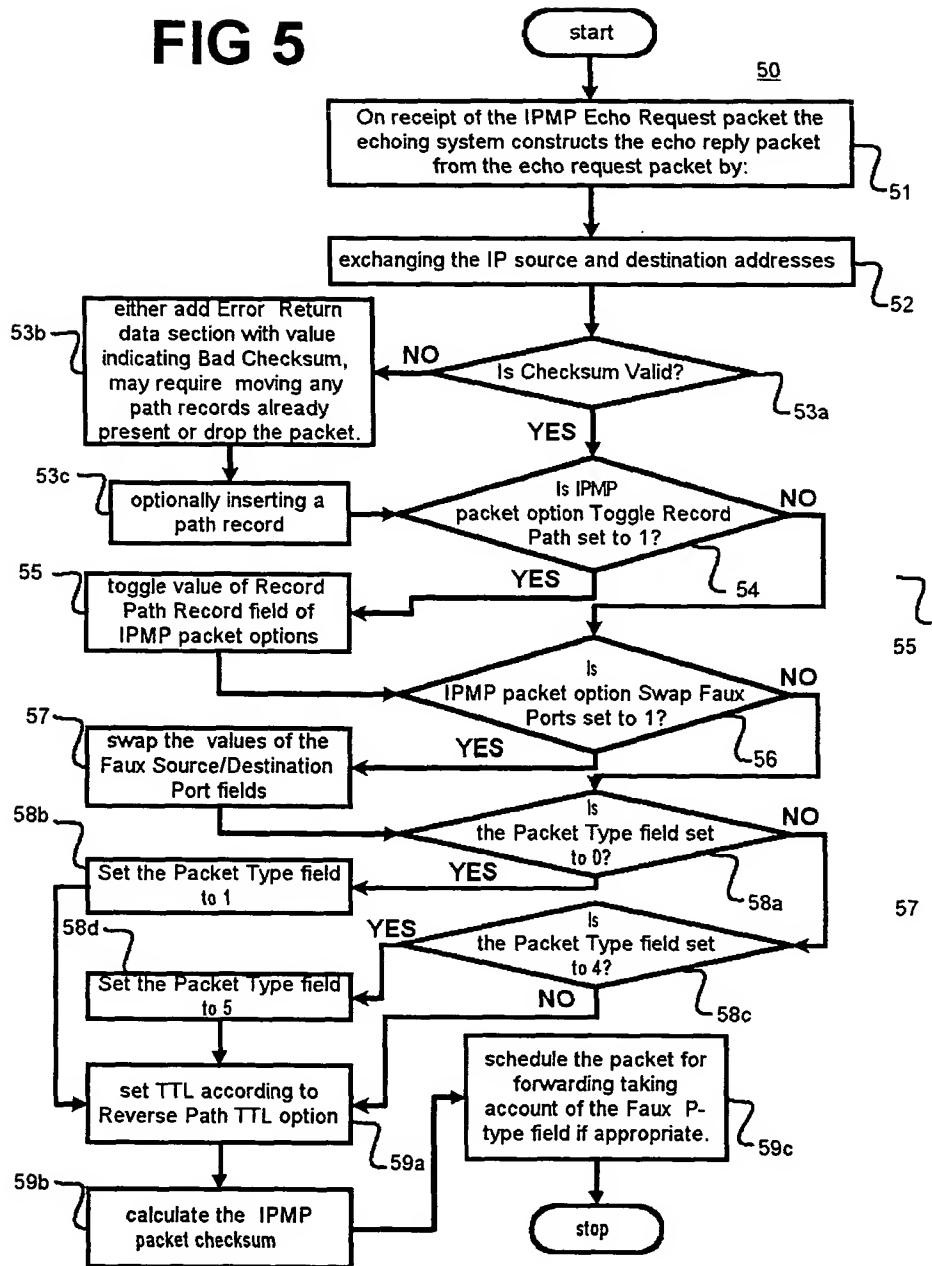 FIG 5
start
50
On receipt of the IPMP Echo Request packet the
echoing system constructs the echo reply packet
from the echo request packet by:
51
exchanging the IP source and destination addresses
52
either add Error Return
data section with value
indicating Bad Checksum,
may require moving any
path records already
present or drop the packet.
53b
NO
Is Checksum Valid?
53a
YES
53c
optionally inserting a
path record
Is IPMP
packet option Toggle Record
Path set to 1?
NO
54
YES
55
toggle value of Record
Path Record field of
IPMP packet options
55
Is
IPMP packet option Swap Faux
Ports set to 1?
NO
56
YES
57
swap the values of the
Faux Source/Destination
Port fields
Is
the Packet Type field set
to 0?
NO
58a
YES
58b
Set the Packet Type field
to 1
57
Is
the Packet Type field set
to 4?
YES
58c
NO
58d
Set the Packet Type field
to 5
set TTL according to
Reverse Path TTL option
59a
schedule the packet for
forwarding taking
account of the Faux P-
type field if appropriate.
59c
59b
calculate the IPMP
packet checksum
stop